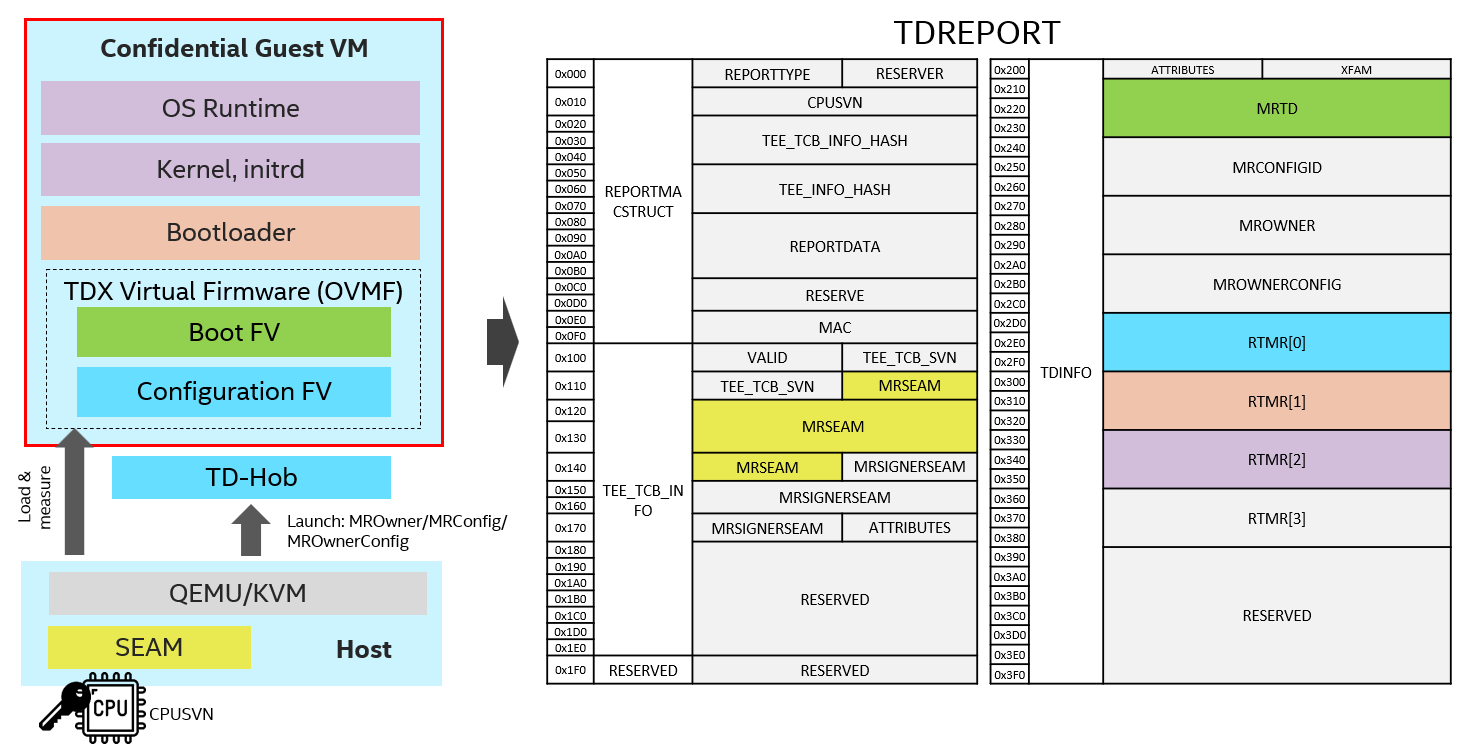 Confidential Guest VM
OS Runtime
Kernel, initrd
Bootloader
TDX Virtual Firmware (OVMF)
Boot FV
Configuration FV
Load &
measure
TD-Hob
Launch: MROwner/MRConfig/
MROwnerConfig
QEMU/KVM
SEAM
Host
CPU
CPUSVN
TDREPORT
0x000
REPORTTYPE
RESERVER
0x010
CPUSVN
0x020
0x030
TEE_TCB_INFO_HASH
0x040
0x050
0x060
TEE_INFO_HASH
0x070
REPORTMA
CSTRUCT
0x080
0x090
REPORTDATA
0x0A0
0x0B0
0x0C0
RESERVE
0x0D0
0x0E0
MAC
0x0F0
0x100
VALID
TEE_TCB_SVN
0x110
TEE_TCB_SVN
MRSEAM
0x120
MRSEAM
0x130
0x140
MRSEAM
MRSIGNERSEAM
0x150
MRSIGNERSEAM
0x160
TEE_TCB_IN
FO
0x170
MRSIGNERSEAM
ATTRIBUTES
0x180
0x190
0x1A0
0x1B0
RESERVED
0x1C0
0x1D0
0x1E0
0x1F0
RESERVED
RESERVED
0x200
ATTRIBUTES
XFAM
0x210
0x220
MRTD
0x230
0x240
0x250
MRCONFIGID
0x260
0x270
0x280
MROWNER
0x290
0x2A0
0x2B0
MROWNERCONFIG
0x2C0
0x2D0
0x2E0
RTMR[0]
0x2F0
TDINFO
0x300
0x310
RTMR[1]
0x320
0x330
0x340
RTMR[2]
0x350
0x360
0x370
RTMR[3]
0x380
0x390
0x3A0
0x3B0
0x3C0
RESERVED
0x3D0
0x3E0
0x3F0